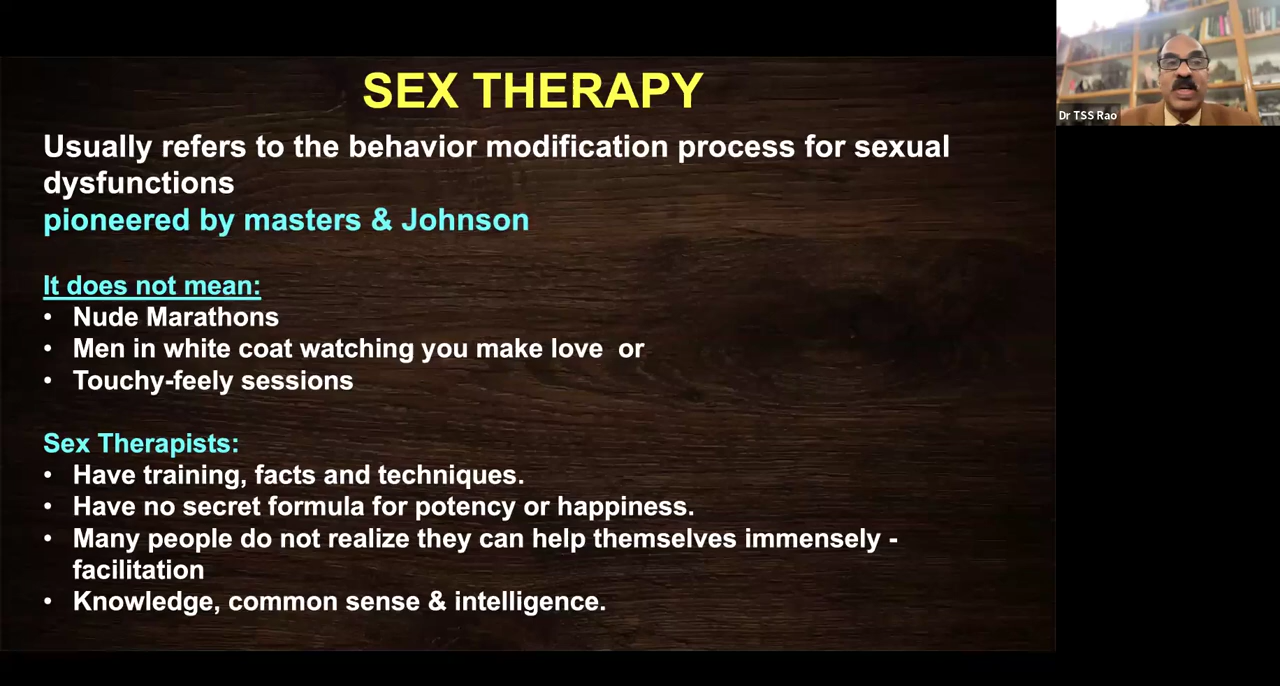 SEX THERAPY
Usually refers to the behavior modification process for sexual
dysfunctions
pioneered by masters & Johnson
It does not mean:
• Nude Marathons
• Men in white coat watching you make love  or
• Touchy-feely sessions
Sex Therapists:
• Have training, facts and techniques.
• Have no secret formula for potency or happiness.
• Many people do not realize they can help themselves immensely -
facilitation
• Knowledge, common sense & intelligence.
Dr TSS Rao